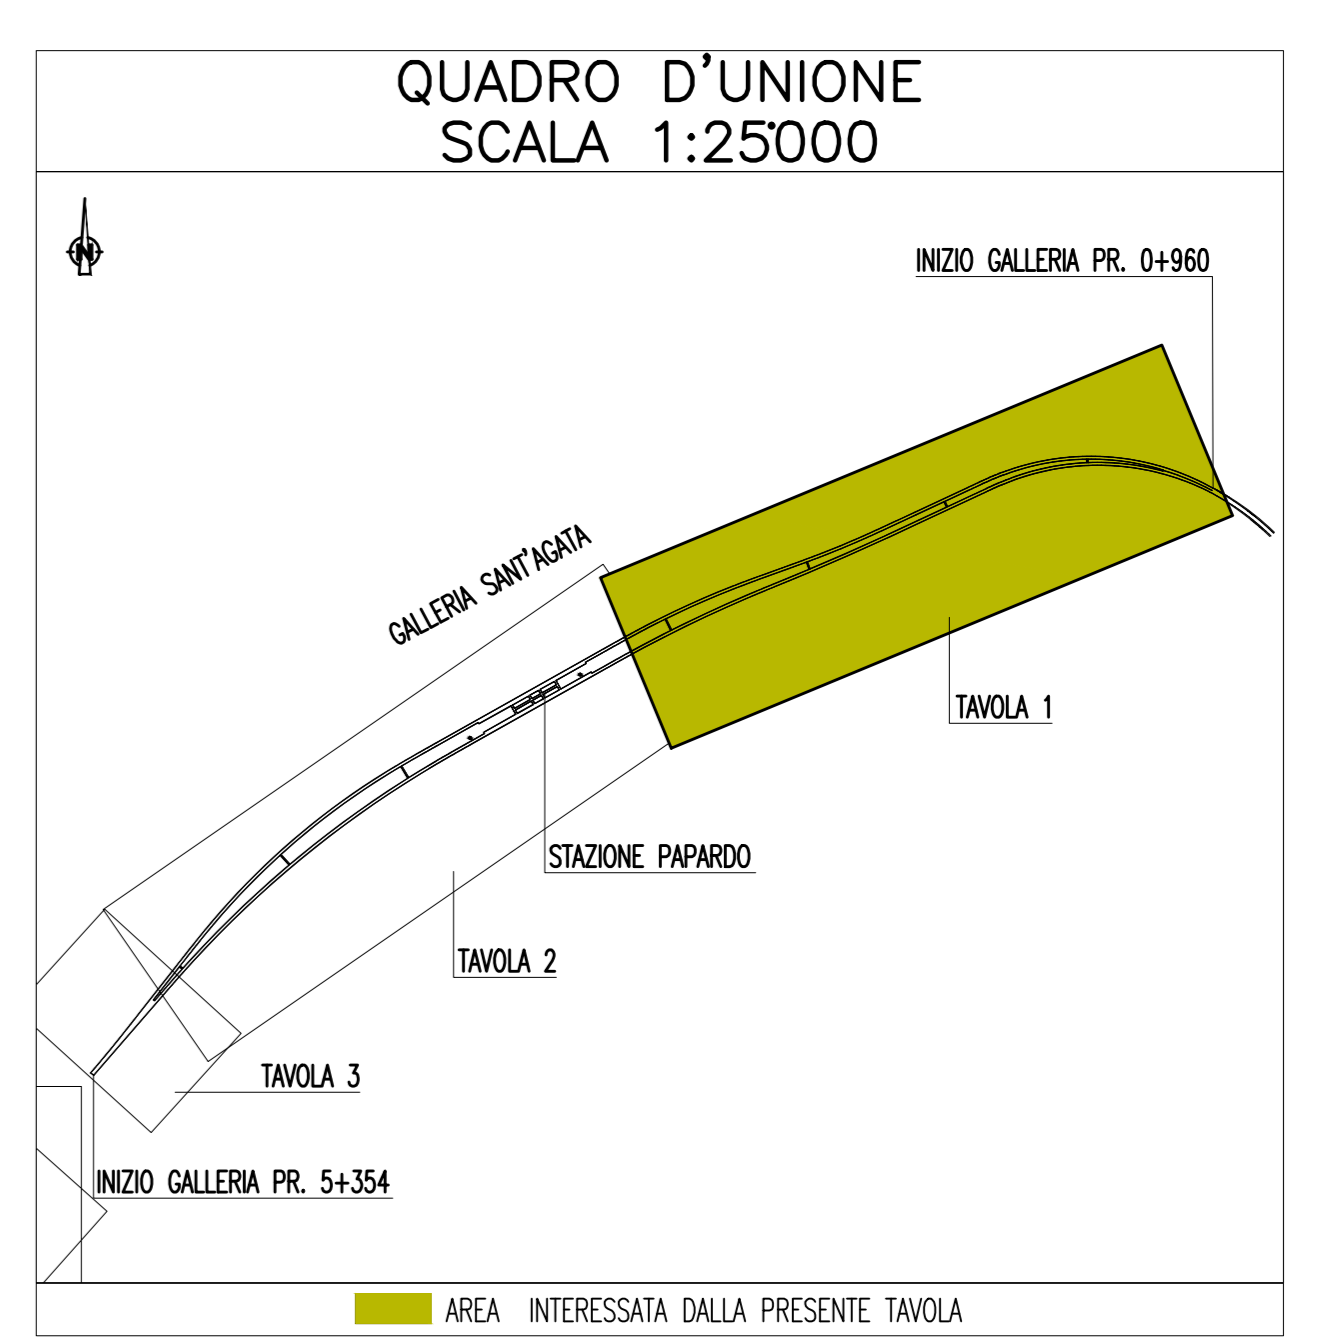 QUADRO D'UNIONE
SCALA 1:25'000
N
INIZIO GALLERIA PR. 0+960
GALLERIA SANT'AGATA
TAVOLA 1
STAZIONE PAPARDO
TAVOLA 2
TAVOLA 3
INIZIO GALLERIA PR. 5+354
AREA INTERESSATA DALLA PRESENTE TAVOLA